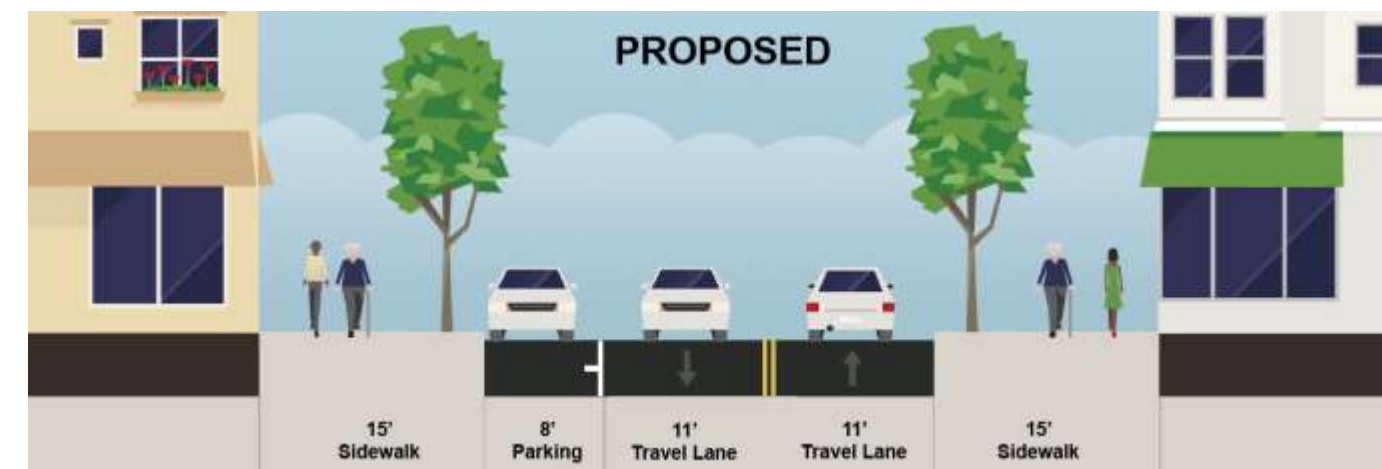 PROPOSED
15'
Sidewalk
8'
Parking
11'
Travel Lane
11'
Travel Lane
15'
Sidewalk